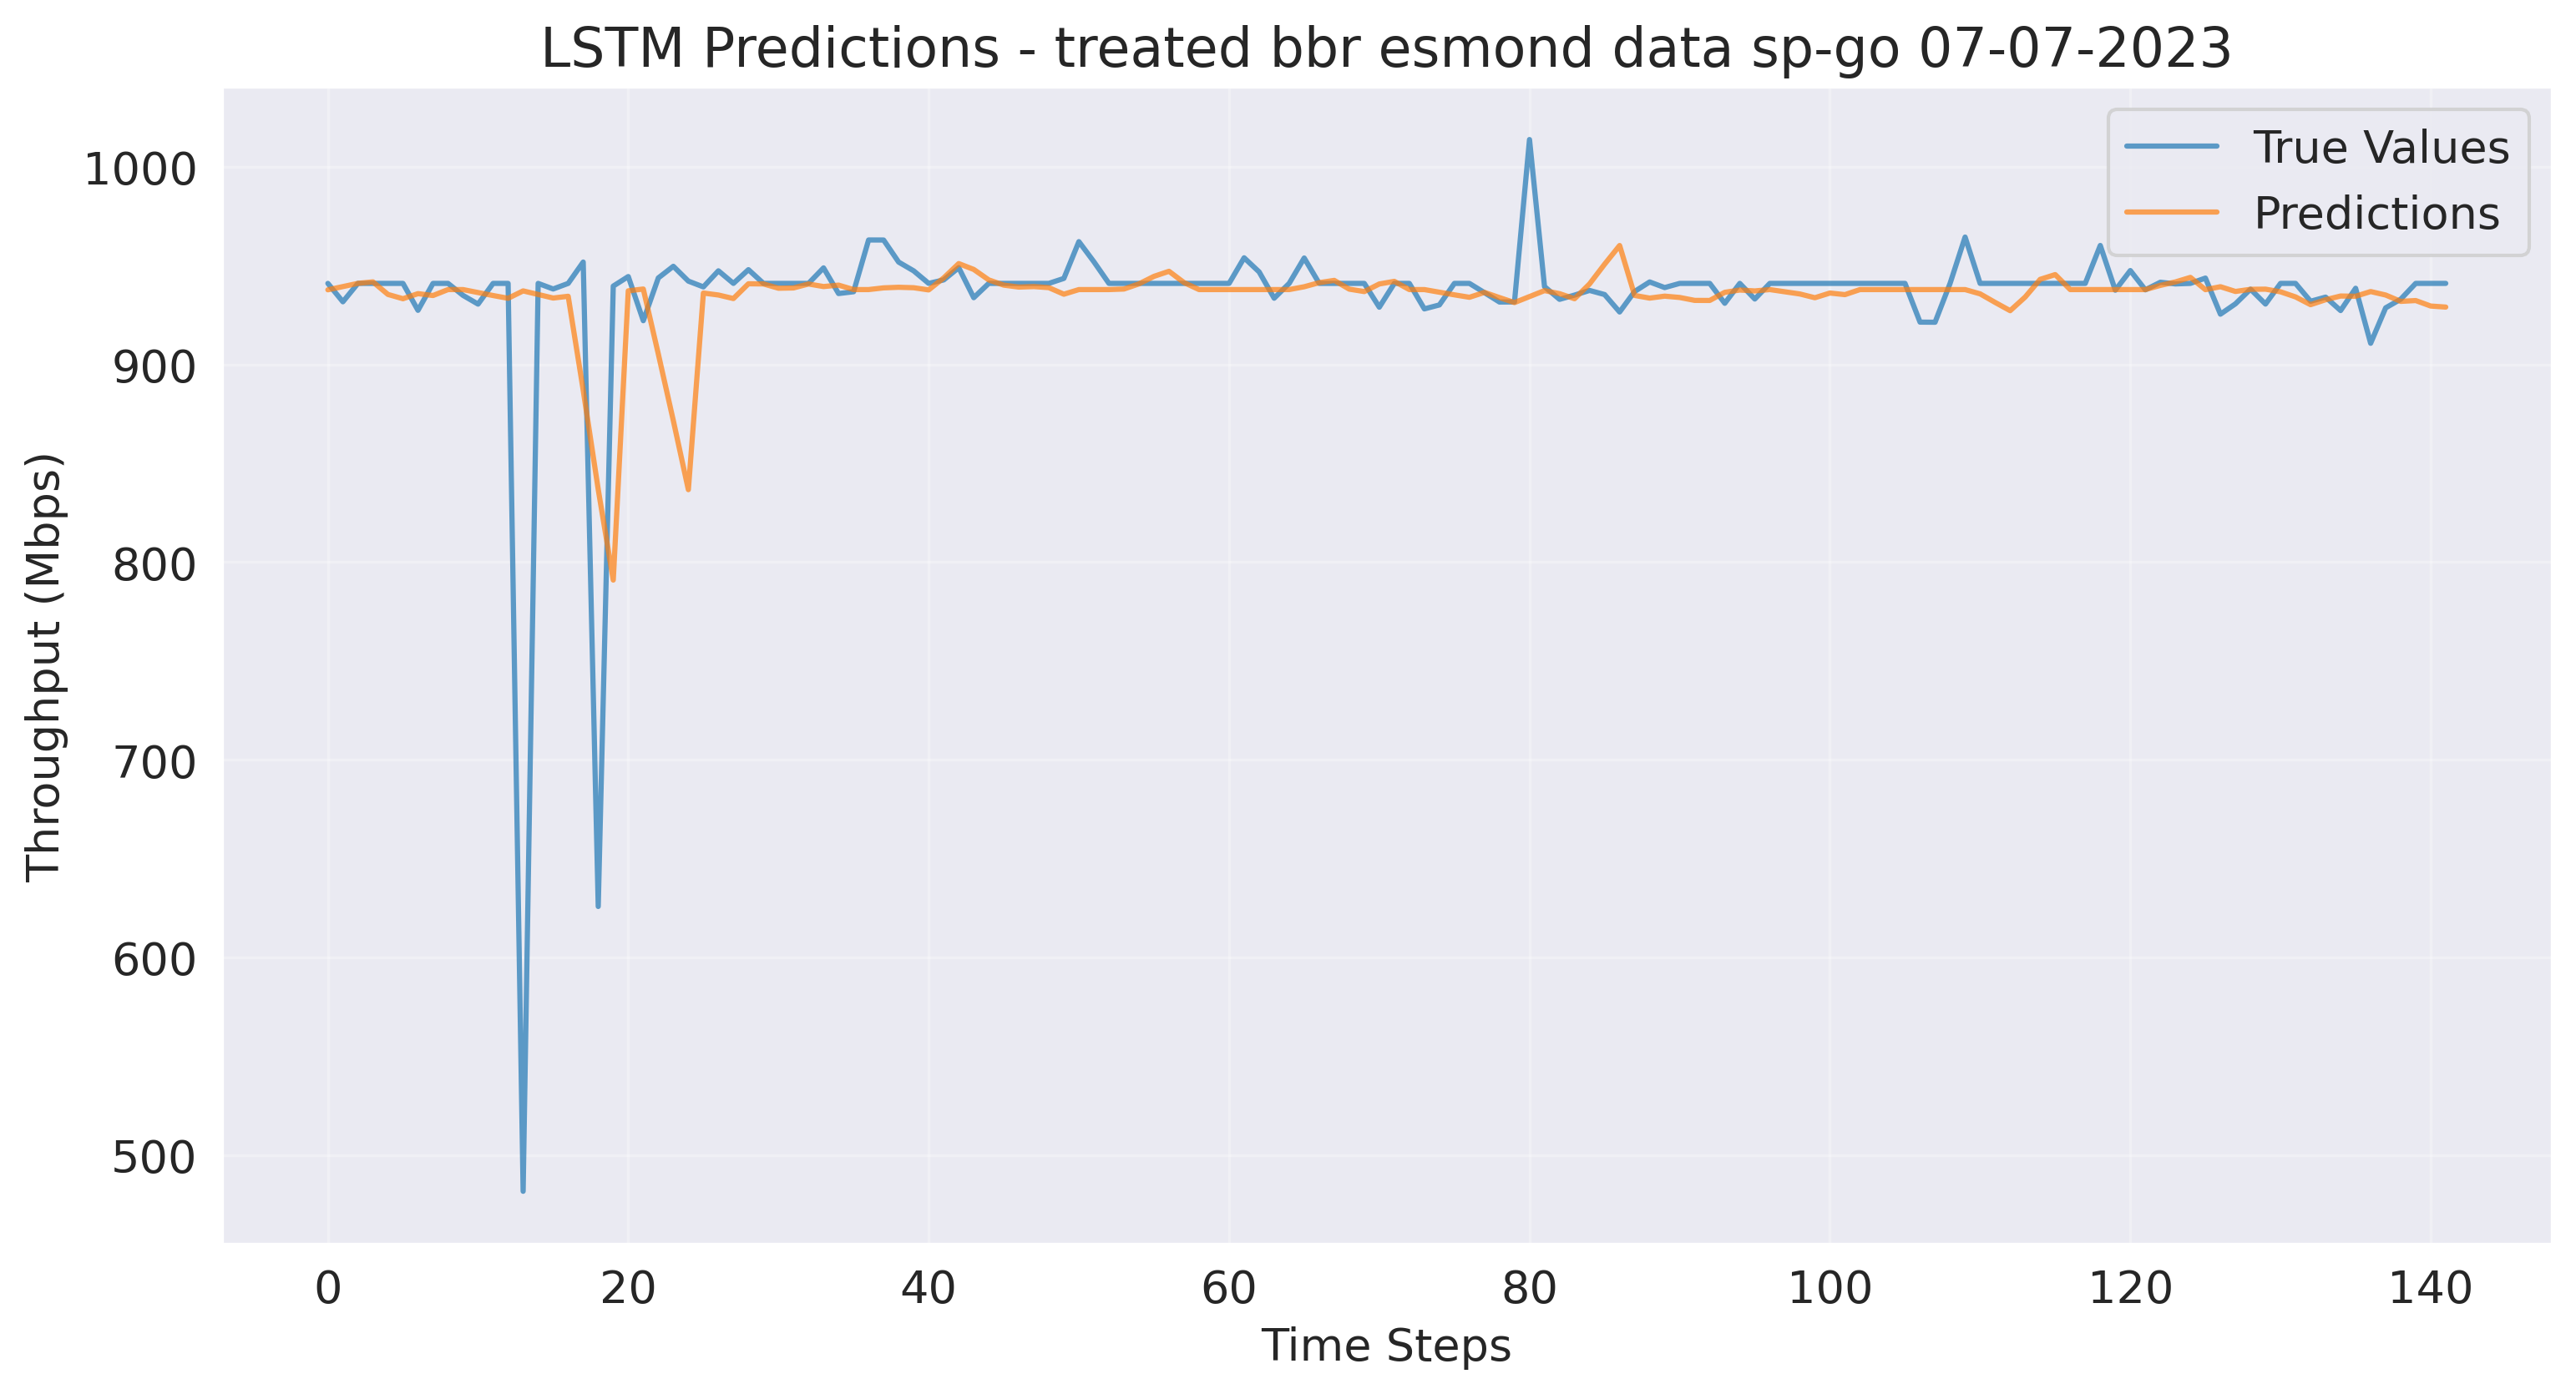 LSTM Predictions - treated bbr esmond data sp-go 07-07-2023
True Values
Predictions
Throughput (Mbps)
1000
900
800
700
600
500
0 20 40 60 80 100 120 140
Time Steps